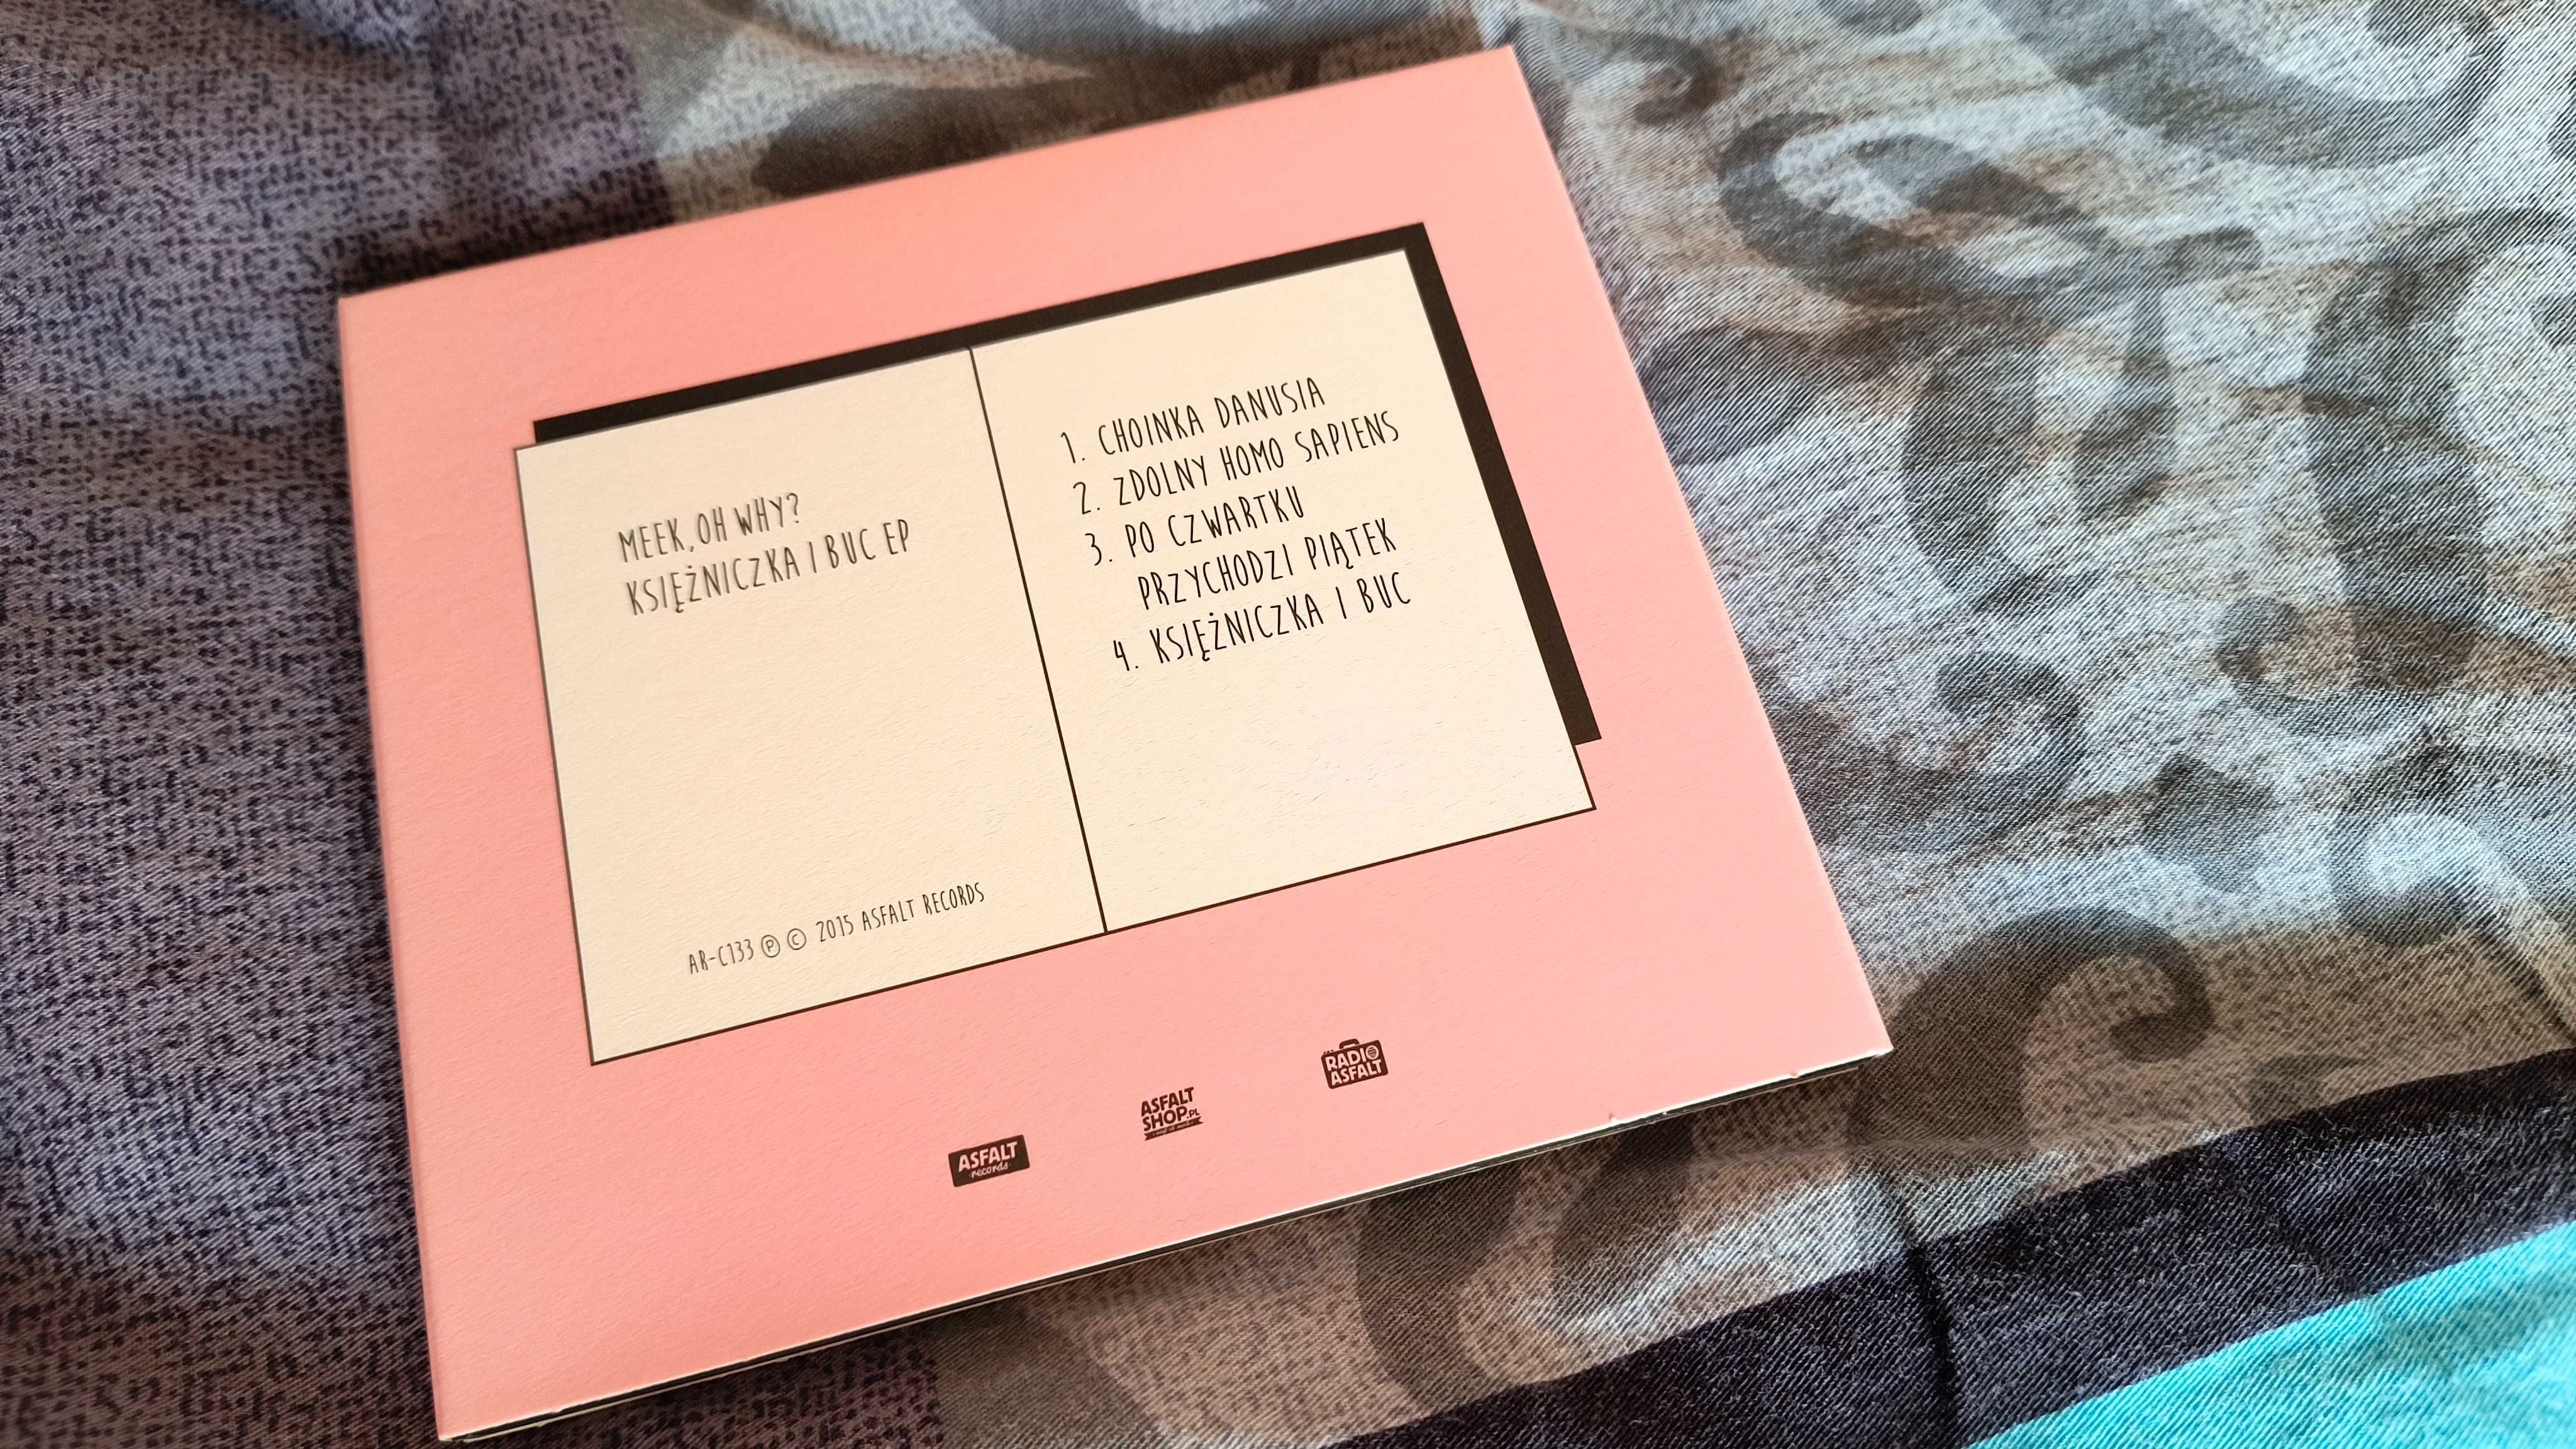 MEEK, OH WHY?
KSIĘŻNICZKA I BUC EP
AR-C133 Ⓟ © 2015 ASFALT RECORDS
1. CHOINKA DANUSIA
2. ZDOLNY HOMO SAPIENS
3. PO CZWARTKU
PRZYCHODZI PIĄTEK
4. KSIĘŻNICZKA I BUC
ASFALT
records
ASFALT
SHOP.PL
RADIO
ASFALT